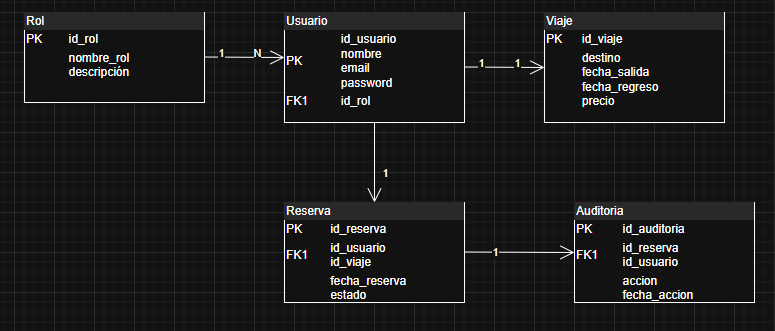 Rol
PK id_rol
nombre_rol
descripción
1 N
Usuario
id_usuario
PK nombre
email
password
FK1 id_rol
1 1
Viaje
PK id_viaje
destino
fecha_salida
fecha_regreso
precio
1
Reserva
PK id_reserva
FK1 id_usuario
id_viaje
fecha_reserva
estado
1
Auditoria
PK id_auditoria
FK1 id_reserva
id_usuario
accion
fecha_accion